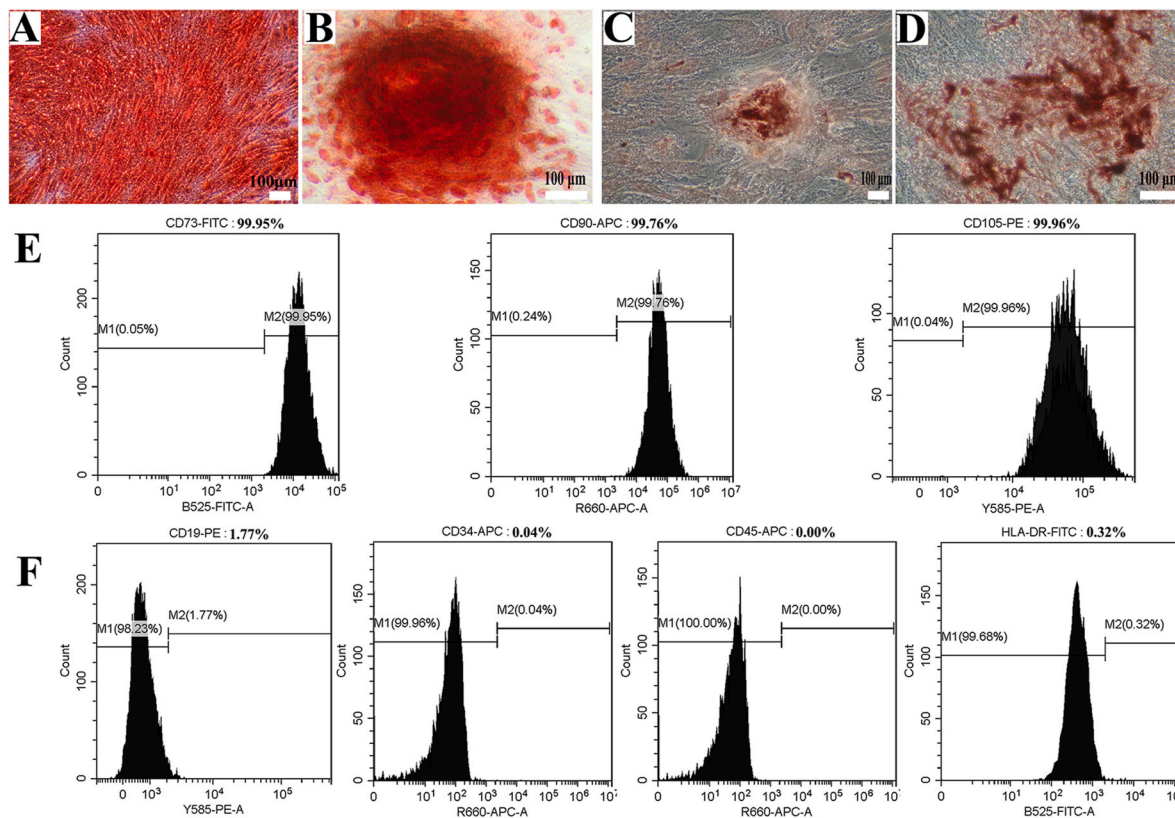 A B C D
100μm 100 μm 100 μm 100 μm
E
CD73-FITC : 99.95%
M1(0.05%) M2(99.95%)
Count
0 100 200
0 10¹ 10² 10³ 10⁴ 10⁵
B525-FITC-A
CD90-APC : 99.76%
M1(0.24%) M2(99.76%)
Count
0 50 100 150
0 10¹ 10² 10³ 10⁴ 10⁵ 10⁶ 10⁷
R660-APC-A
CD105-PE : 99.96%
M1(0.04%) M2(99.96%)
Count
0 50 100
0 10³ 10⁴ 10⁵
Y585-PE-A
F
CD19-PE : 1.77%
M1(98.23%) M2(1.77%)
Count
0 50 100 150 200
0 10³ 10⁵
Y585-PE-A
CD34-APC : 0.04%
M1(99.96%) M2(0.04%)
Count
0 50 100 150
0 10¹ 10² 10³ 10⁴ 10⁵ 10⁶ 10⁷
R660-APC-A
CD45-APC : 0.00%
M1(100.00%) M2(0.00%)
Count
0 50 100 150
0 10¹ 10² 10³ 10⁴ 10⁵ 10⁶ 10⁷
R660-APC-A
HLA-DR-FITC : 0.32%
M1(99.68%) M2(0.32%)
Count
0 50 100 150
0 10¹ 10² 10³ 10⁴
B525-FITC-A